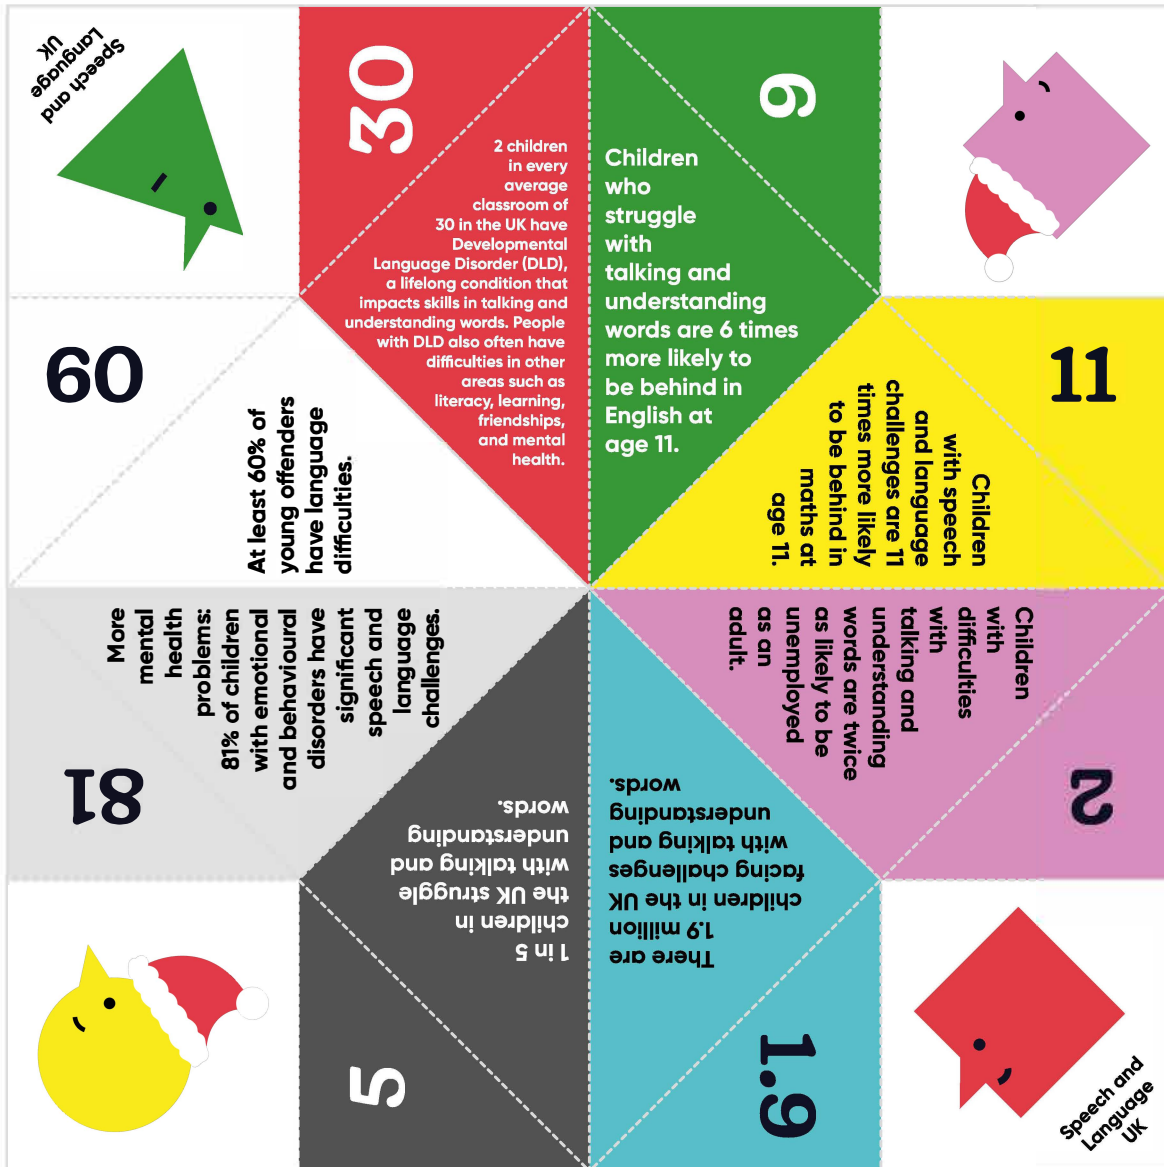 Speech and
Language
UK
30
2 children
in every
average
classroom of
30 in the UK have
Developmental
Language Disorder (DLD),
a lifelong condition that
impacts skills in talking and
understanding words. People
with DLD also often have
difficulties in other
areas such as
literacy, learning,
friendships,
and mental
health.
6
Children
who
struggle
with
talking and
understanding
words are 6 times
more likely to
be behind in
English at
age 11.
11
Children
with speech
and language
challenges are 11
times more likely
to be behind in
maths at
age 11.
2
Children
with
difficulties
with
talking and
understanding
words are twice
as likely to be
unemployed
as an
adult.
1.9
There are
1.9 million
children in the UK
facing challenges
with talking and
understanding
words.
5
1 in 5
children in
the UK struggle
with talking and
understanding
words.
81
More
mental
health
problems:
81% of children
with emotional
and behavioural
disorders have
significant
speech and
language
challenges.
60
At least 60% of
young offenders
have language
difficulties.
Speech and
Language
UK